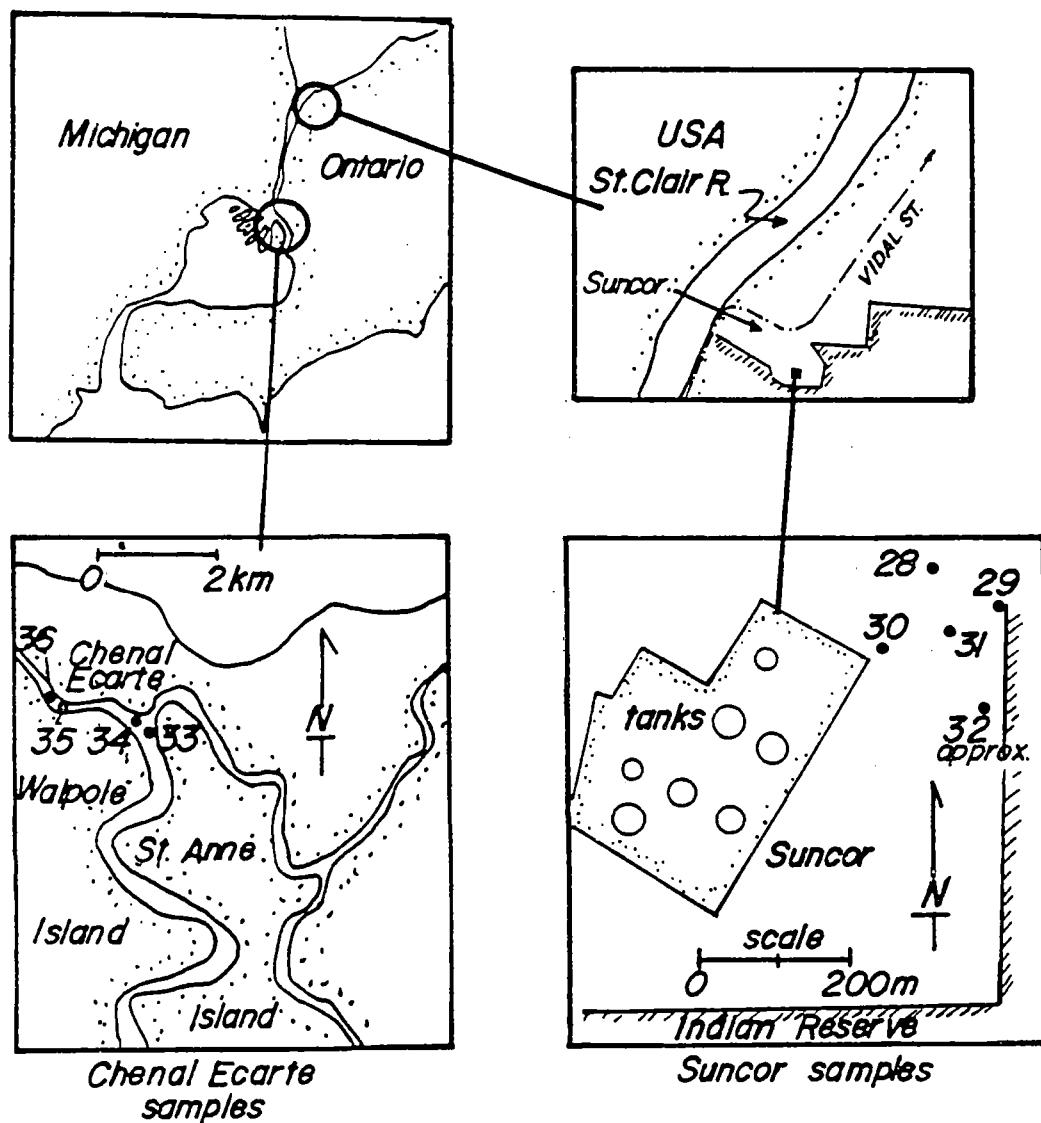 Michigan
Ontario
USA
St. Clair R.
VIDAL ST.
Suncor
0 2 km
36
Chenal
Ecarte
35 34 33
Walpole
St. Anne
Island
Island
N
Chenal Ecarte
samples
28
29
30
31
32
approx.
tanks
Suncor
N
scale
0 200m
Indian Reserve
Suncor samples